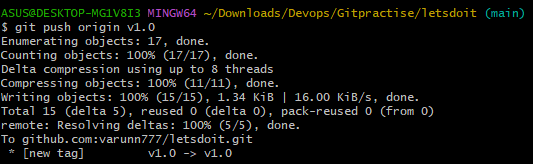 ASUS@DESKTOP-MG1V8I3 MINGW64 ~/Downloads/Devops/Gitpractise/letsdoit (main)
$ git push origin v1.0
Enumerating objects: 17, done.
Counting objects: 100% (17/17), done.
Delta compression using up to 8 threads
Compressing objects: 100% (11/11), done.
Writing objects: 100% (15/15), 1.34 KiB | 16.00 KiB/s, done.
Total 15 (delta 5), reused 0 (delta 0), pack-reused 0 (from 0)
remote: Resolving deltas: 100% (5/5), done.
To github.com:varunn777/letsdoit.git
 * [new tag]         v1.0 -> v1.0